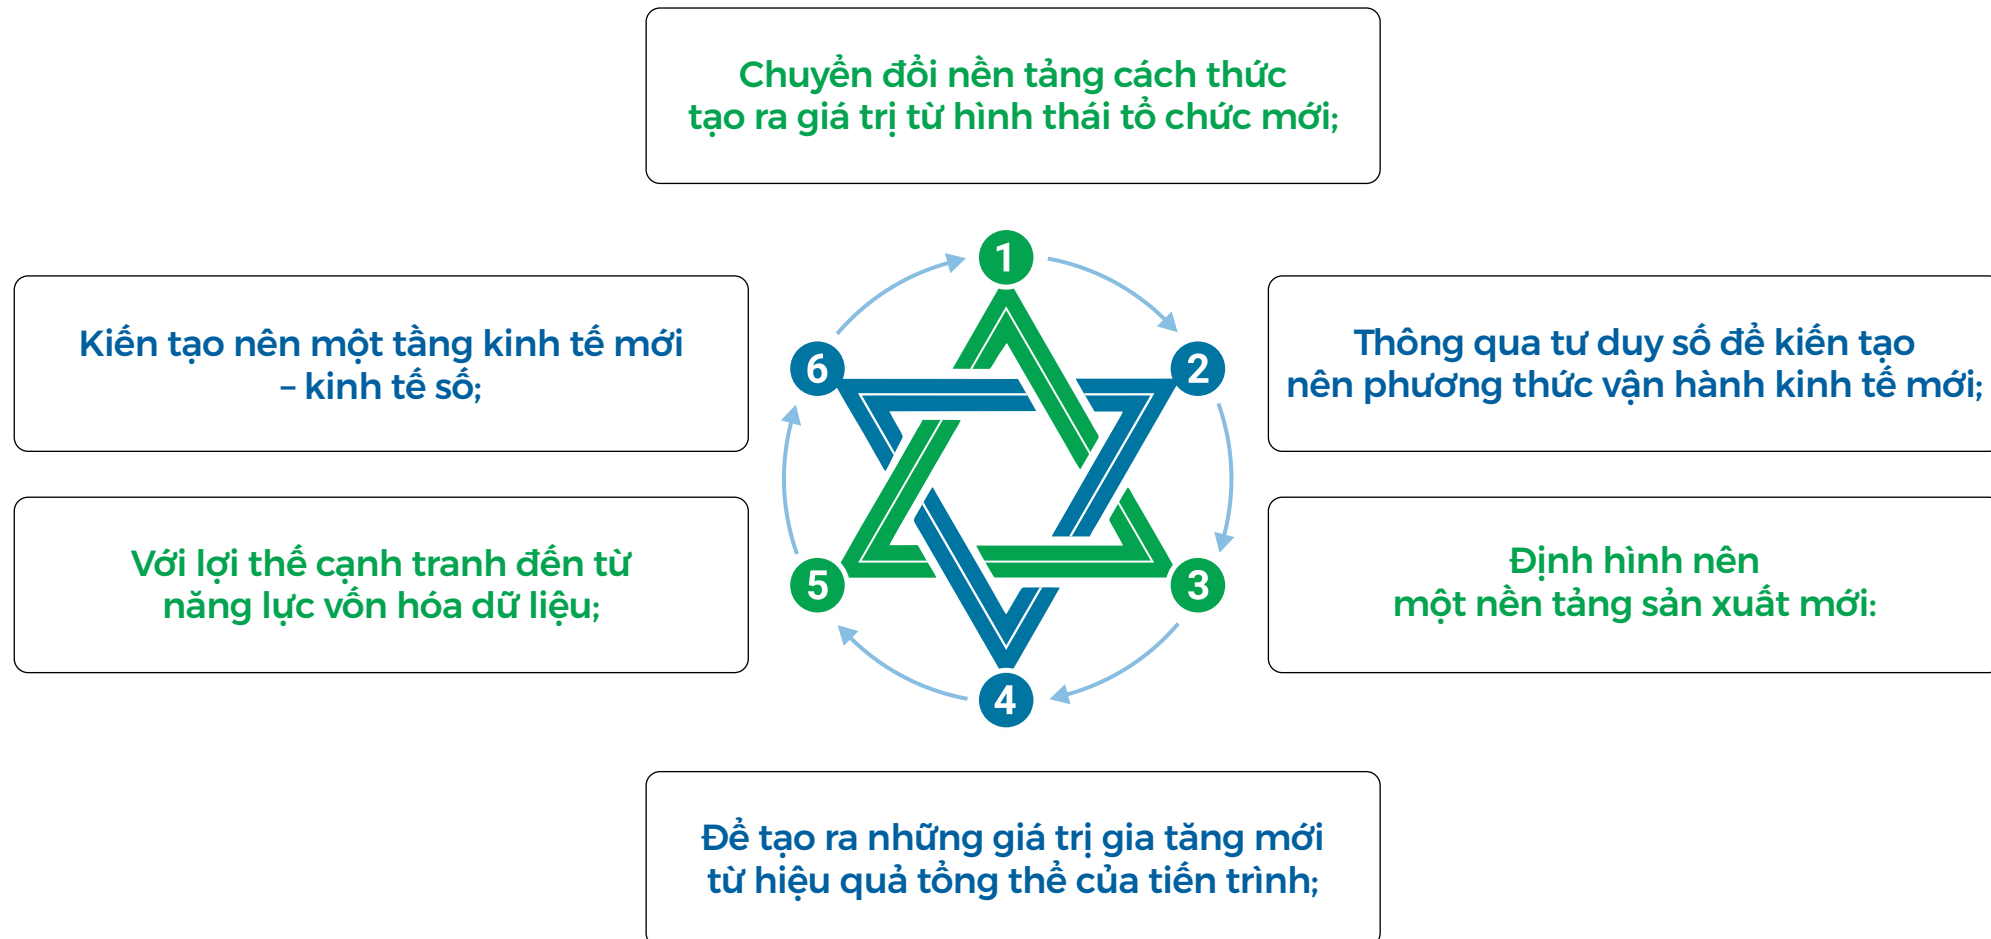 Chuyển đổi nền tảng cách thức
tạo ra giá trị từ hình thái tổ chức mới;
1
Kiến tạo nên một tầng kinh tế mới
– kinh tế số;
6
2
Thông qua tư duy số để kiến tạo
nên phương thức vận hành kinh tế mới;
Với lợi thế cạnh tranh đến từ
năng lực vốn hóa dữ liệu;
5
3
Định hình nên
một nền tảng sản xuất mới:
4
Để tạo ra những giá trị gia tăng mới
từ hiệu quả tổng thể của tiến trình;